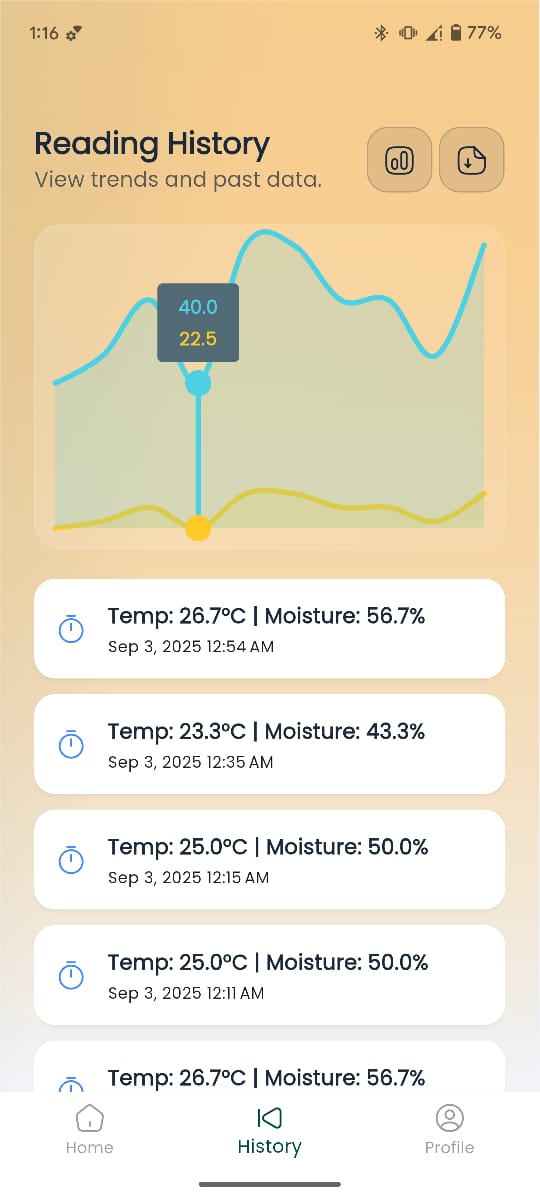 1:16
77%
Reading History
View trends and past data.
40.0
22.5
Temp: 26.7°C | Moisture: 56.7%
Sep 3, 2025 12:54 AM
Temp: 23.3°C | Moisture: 43.3%
Sep 3, 2025 12:35 AM
Temp: 25.0°C | Moisture: 50.0%
Sep 3, 2025 12:15 AM
Temp: 25.0°C | Moisture: 50.0%
Sep 3, 2025 12:11 AM
Temp: 26.7°C | Moisture: 56.7%
Home
History
Profile